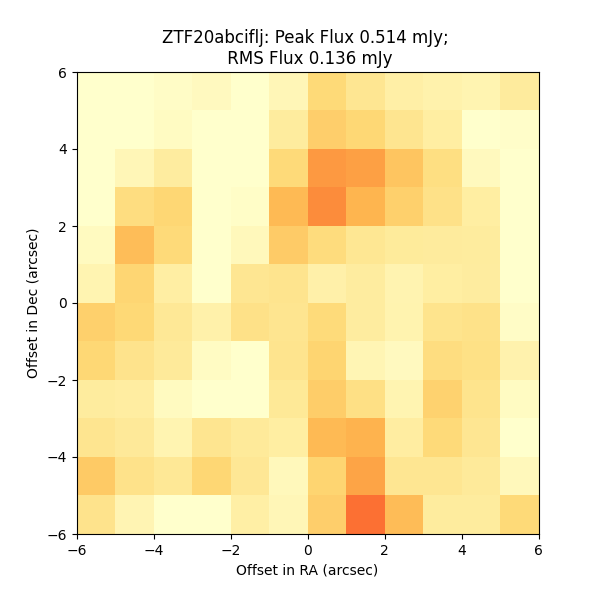 ZTF20abciflj: Peak Flux 0.514 mJy;
RMS Flux 0.136 mJy
6
4
2
0
−2
−4
−6
Offset in Dec (arcsec)
−6 −4 −2 0 2 4 6
Offset in RA (arcsec)